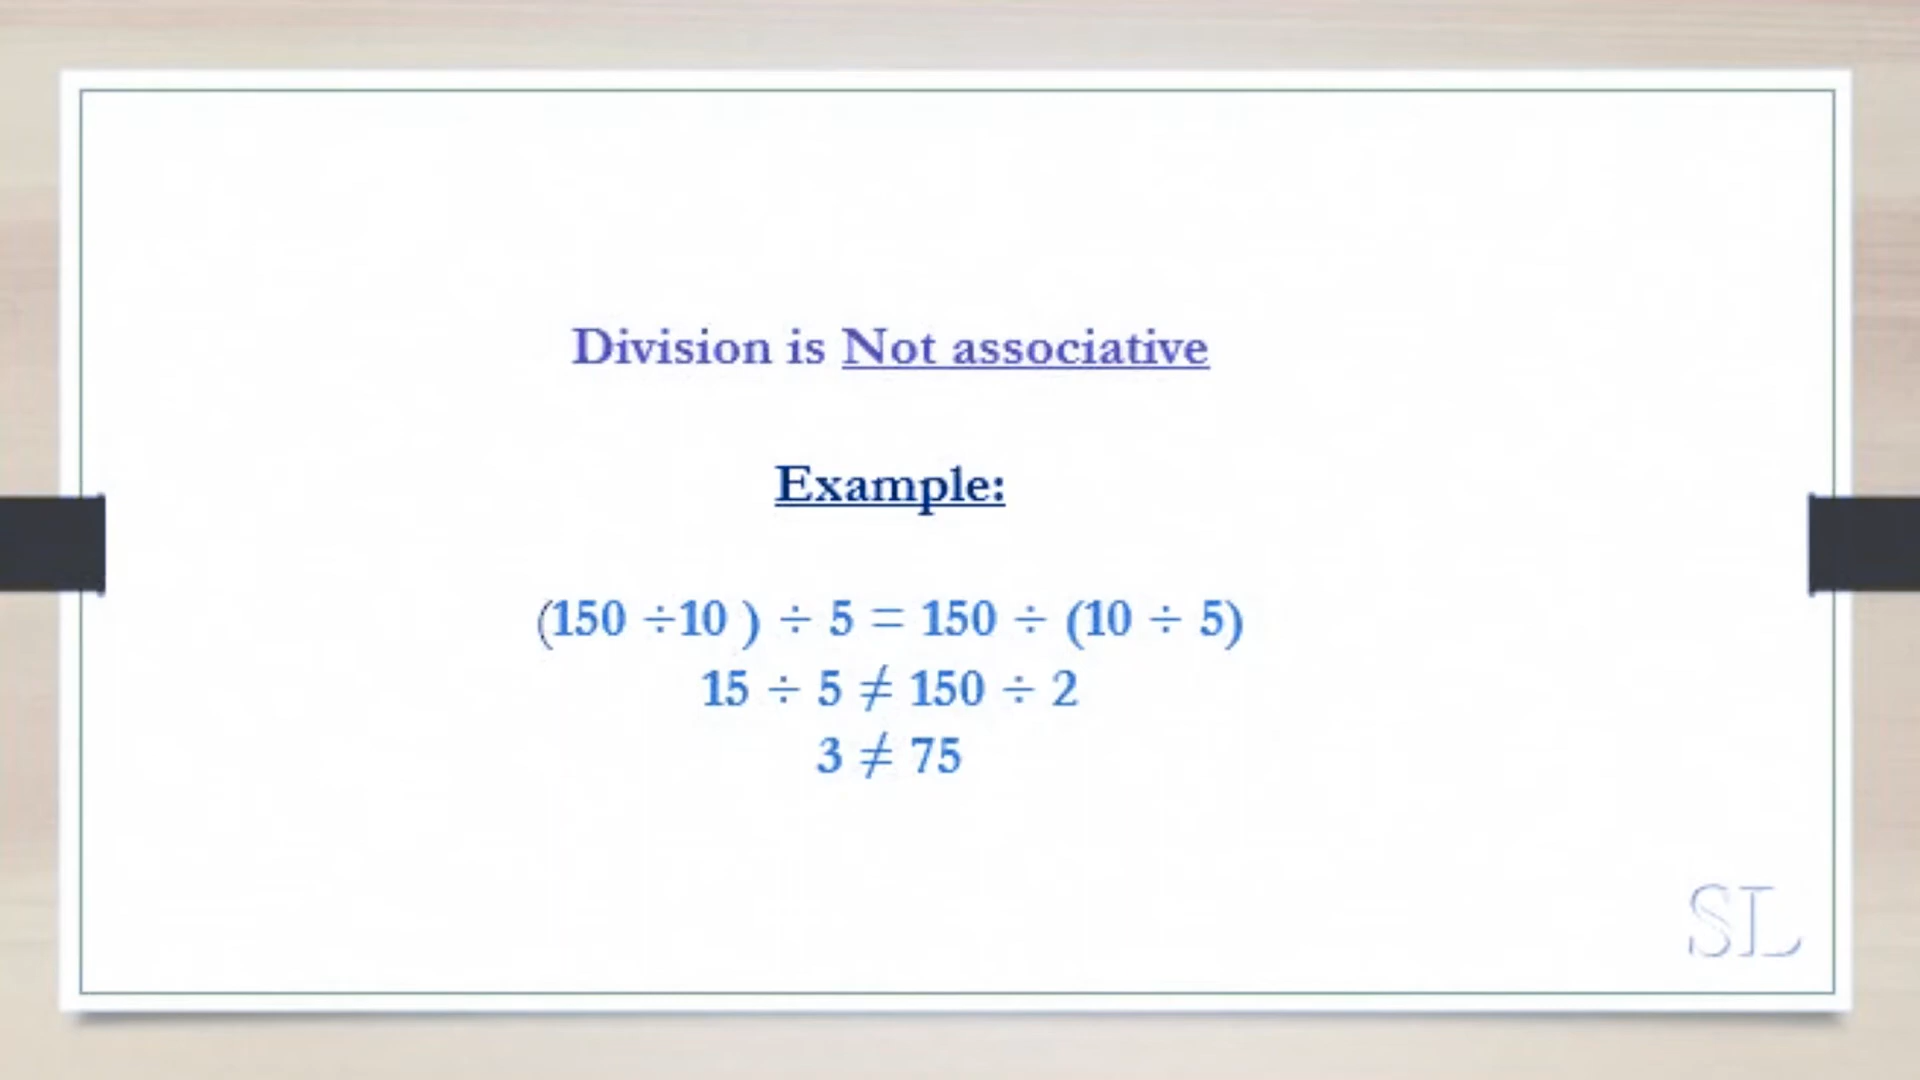 Division is Not associative
Example:
(150 ÷10 ) ÷ 5 = 150 ÷ (10 ÷ 5)
15 ÷ 5 ≠ 150 ÷ 2
3 ≠ 75
SL